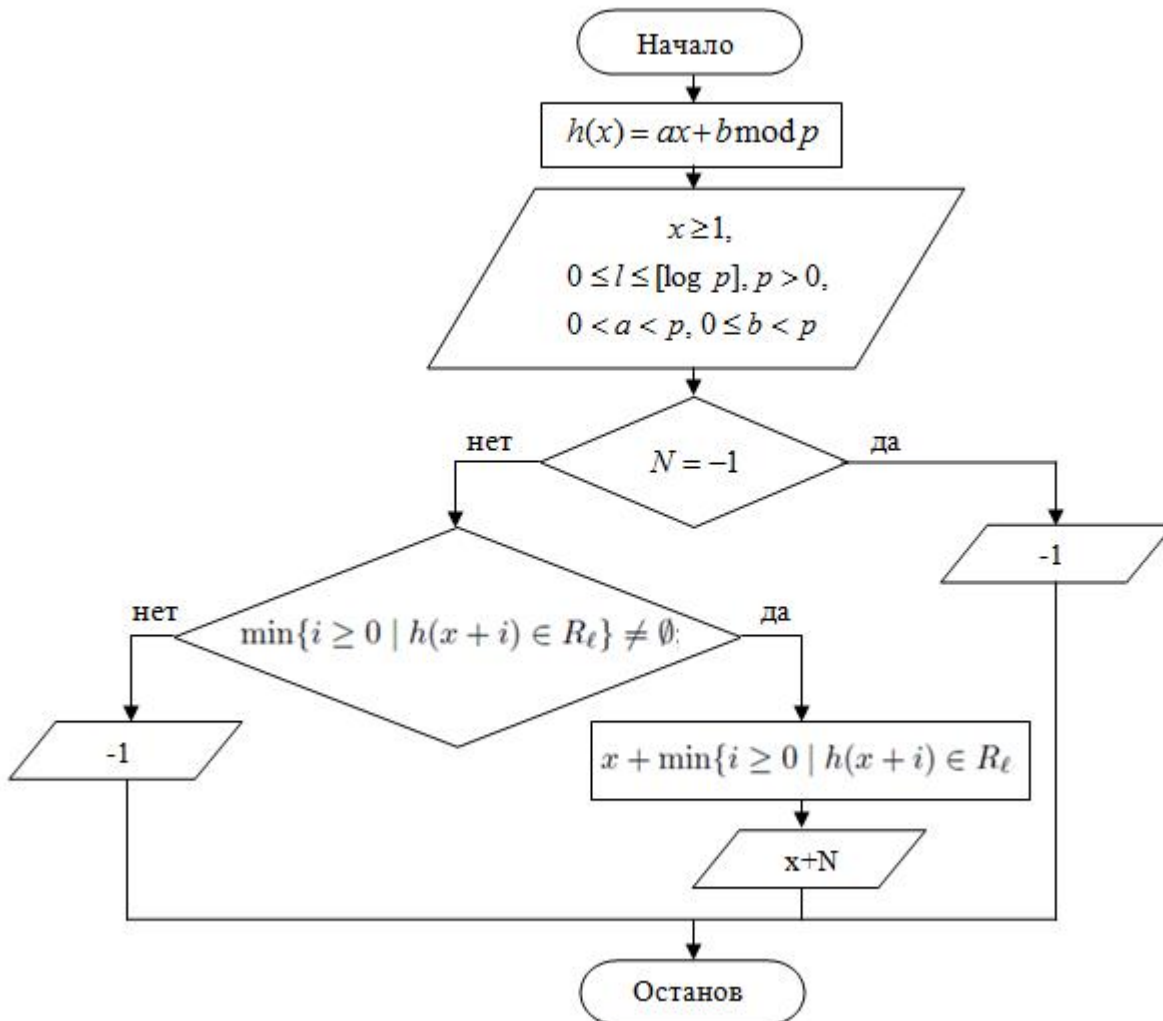 Начало
h(x) = ax + b mod p
x ≥ 1,
0 ≤ l ≤ [log p], p > 0,
0 < a < p, 0 ≤ b < p
нет
N = −1
да
-1
нет
min{i ≥ 0 | h(x + i) ∈ Rℓ} ≠ ∅;
да
-1
x + min{i ≥ 0 | h(x + i) ∈ Rℓ
x+N
Останов